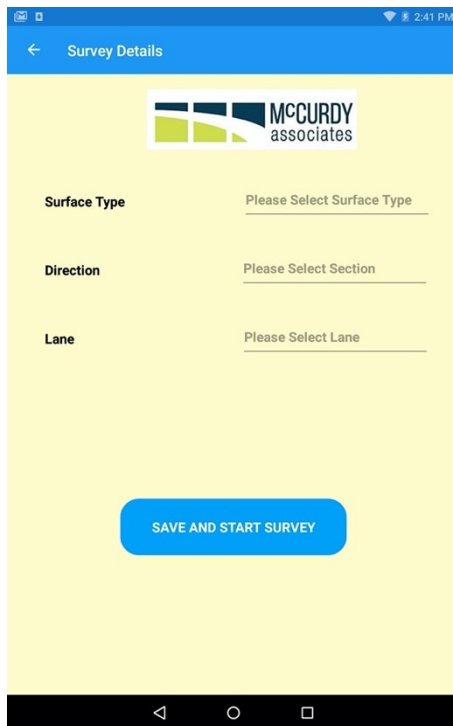 2:41 PM
Survey Details
McCURDY
associates
Surface Type Please Select Surface Type
Direction Please Select Section
Lane Please Select Lane
SAVE AND START SURVEY